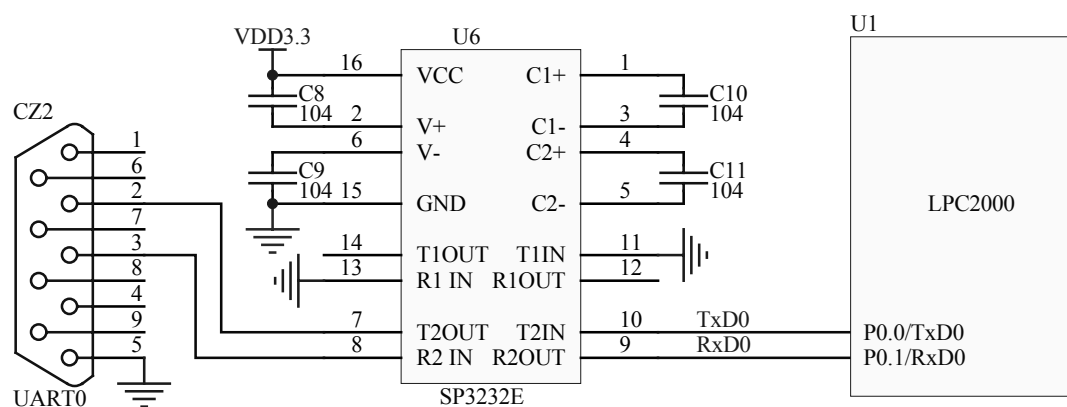 U1
VDD3.3
U6
16 VCC C1+ 1
C8
104
C10
104
CZ2
2 V+ C1- 3
1
6 V- C2+ 4
6
C9
104
C11
104
2
15 GND C2- 5
LPC2000
7
14 T1OUT T1IN 11
3
13 R1 IN R1OUT 12
8
4
9
7 T2OUT T2IN 10 TxD0 P0.0/TxD0
5
8 R2 IN R2OUT 9 RxD0 P0.1/RxD0
UART0
SP3232E